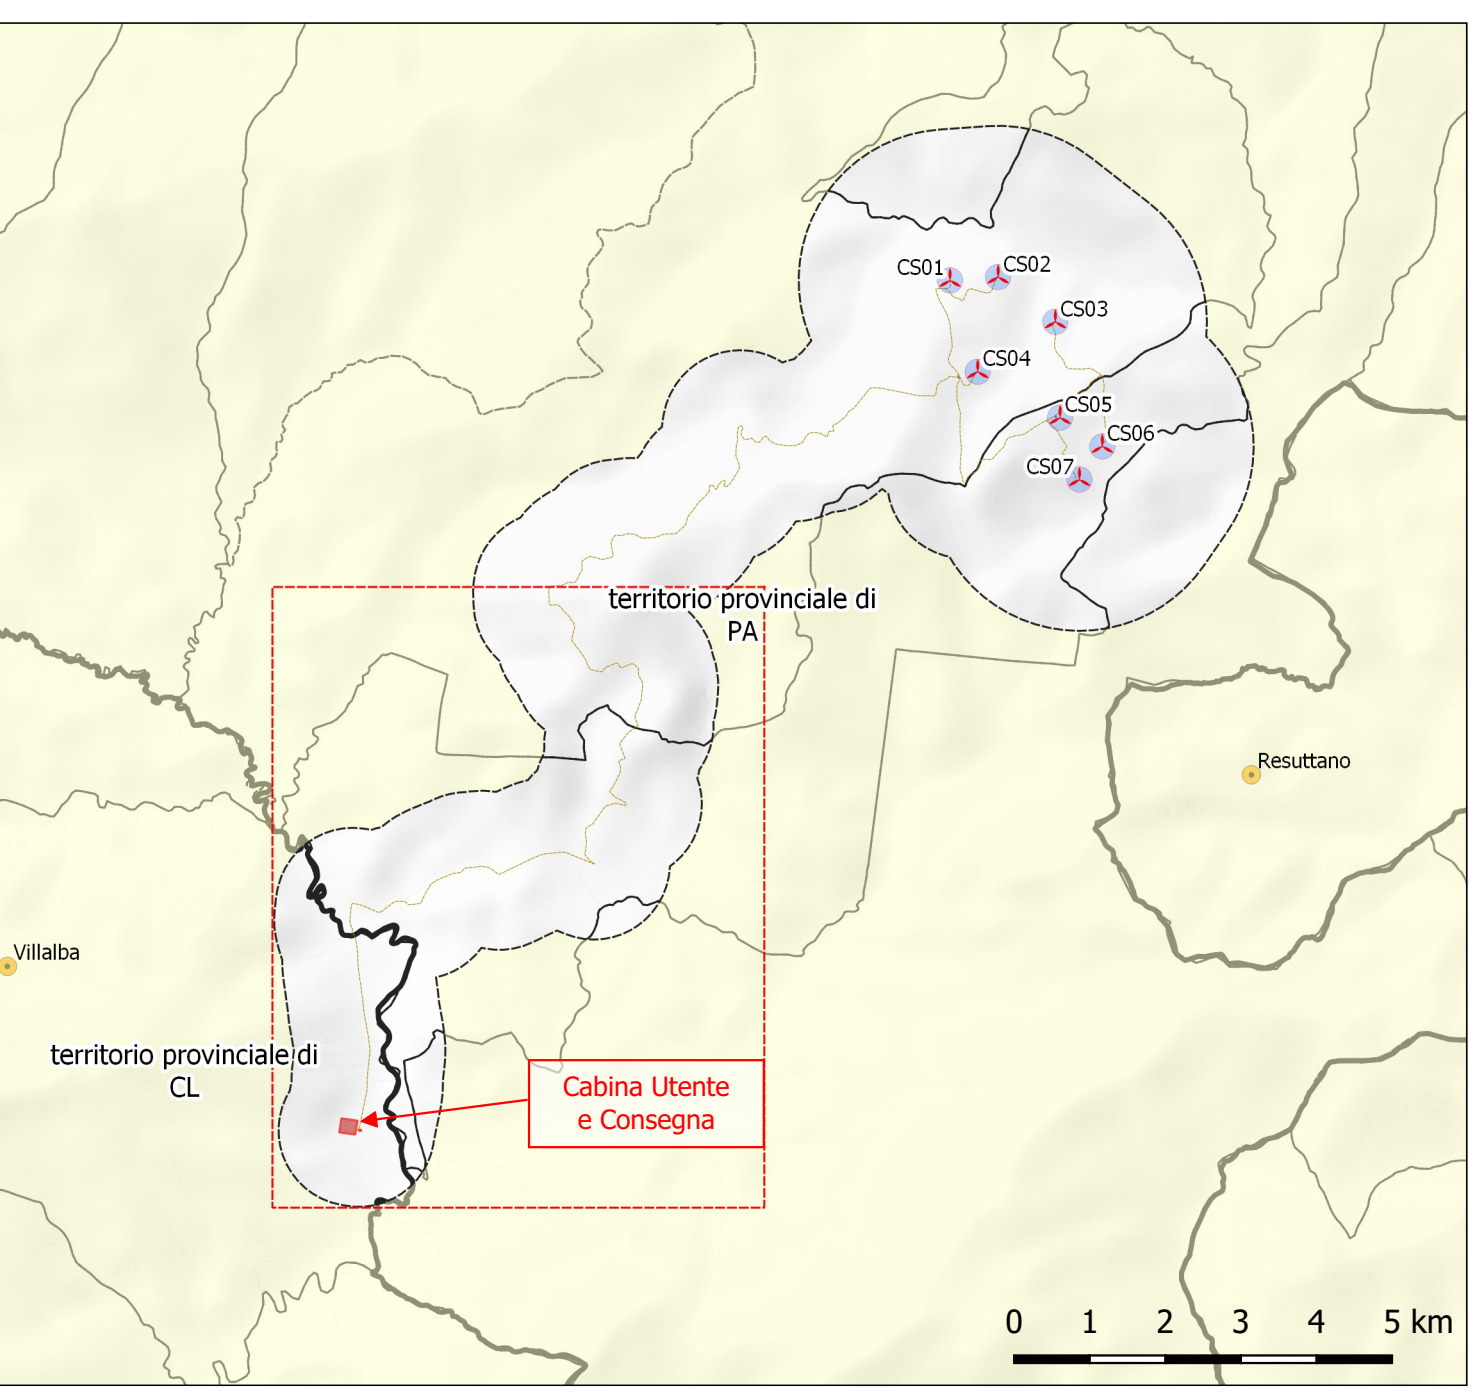 CS01
CS02
CS03
CS04
CS05
CS06
CS07
territorio provinciale di
PA
Resuttano
Villalba
territorio provinciale di
CL
Cabina Utente
e Consegna
0 1 2 3 4 5 km